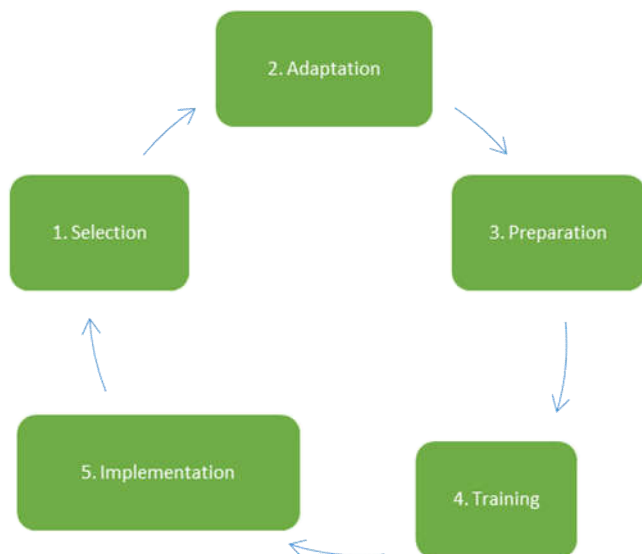 1. Selection
2. Adaptation
3. Preparation
4. Training
5. Implementation